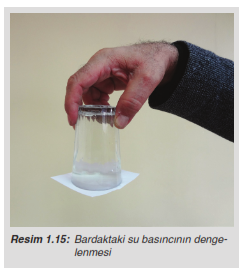 Resim 1.15: Bardaktaki su basıncının denge-
lenmesi